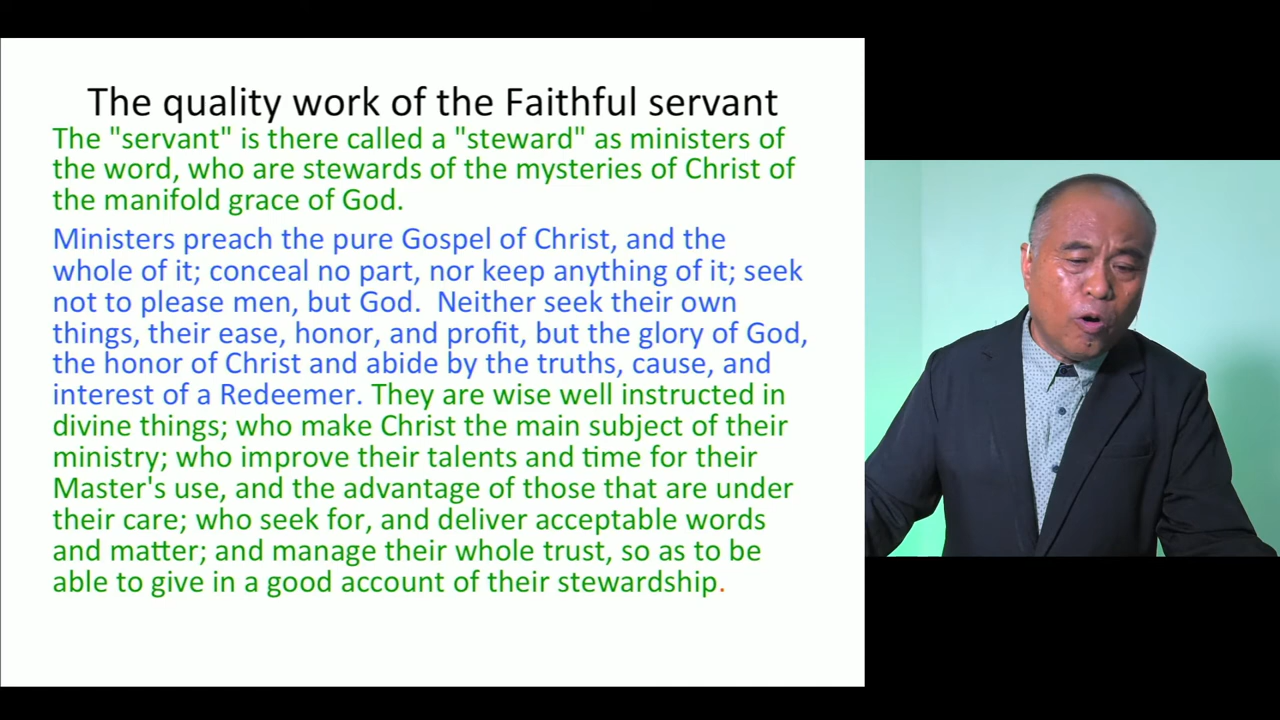 The quality work of the Faithful servant
The "servant" is there called a "steward" as ministers of
the word, who are stewards of the mysteries of Christ of
the manifold grace of God.
Ministers preach the pure Gospel of Christ, and the
whole of it; conceal no part, nor keep anything of it; seek
not to please men, but God.  Neither seek their own
things, their ease, honor, and profit, but the glory of God,
the honor of Christ and abide by the truths, cause, and
interest of a Redeemer. They are wise well instructed in
divine things; who make Christ the main subject of their
ministry; who improve their talents and time for their
Master's use, and the advantage of those that are under
their care; who seek for, and deliver acceptable words
and matter; and manage their whole trust, so as to be
able to give in a good account of their stewardship.